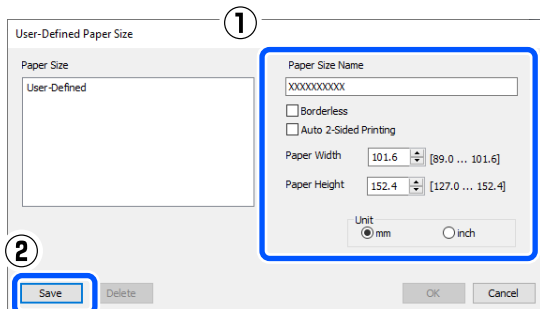 ①
User-Defined Paper Size
Paper Size
User-Defined
Paper Size Name
XXXXXXXXXX
Borderless
Auto 2-Sided Printing
Paper Width 101.6 [89.0 ... 101.6]
Paper Height 152.4 [127.0 ... 152.4]
Unit
mm inch
②
Save Delete OK Cancel